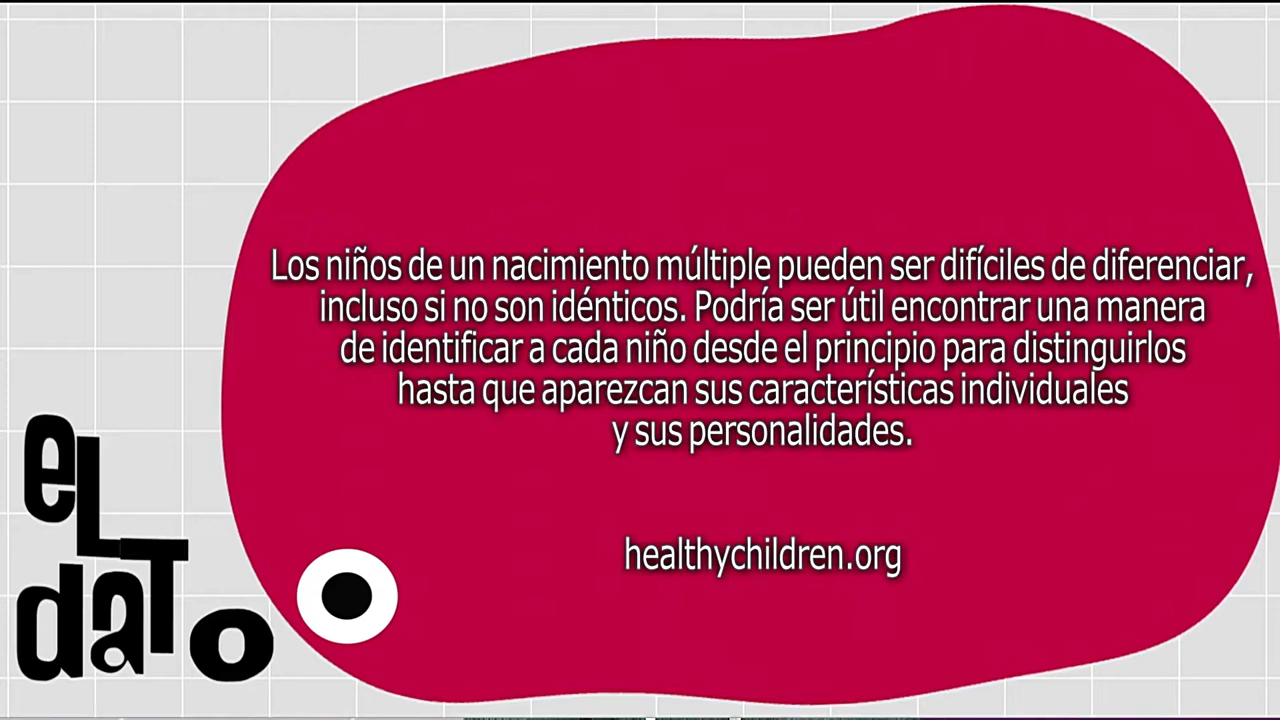 Los niños de un nacimiento múltiple pueden ser difíciles de diferenciar,
incluso si no son idénticos. Podría ser útil encontrar una manera
de identificar a cada niño desde el principio para distinguirlos
hasta que aparezcan sus características individuales
y sus personalidades.
healthychildren.org
eL
daTo